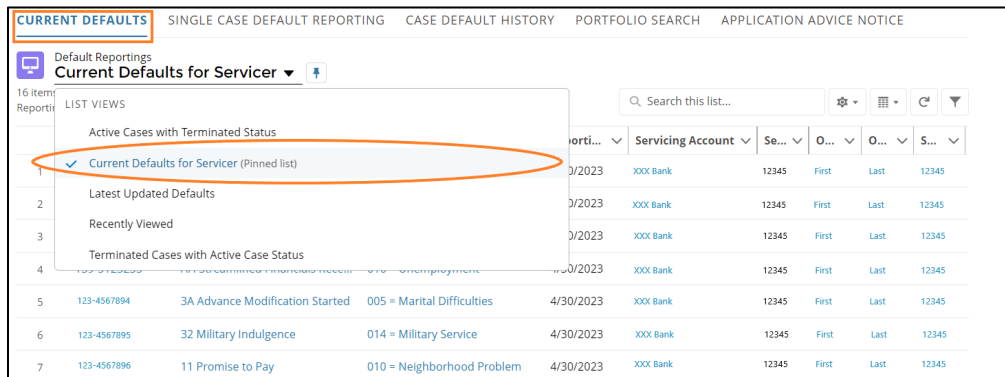 CURRENT DEFAULTS SINGLE CASE DEFAULT REPORTING CASE DEFAULT HISTORY PORTFOLIO SEARCH APPLICATION ADVICE NOTICE
Default Reportings
Current Defaults for Servicer
16 items
Reporti
Search this list...
LIST VIEWS
Active Cases with Terminated Status
Current Defaults for Servicer (Pinned list)
Latest Updated Defaults
Recently Viewed
Terminated Cases with Active Case Status
porti... Servicing Account Se... O... O... S...
1 0/2023 XXX Bank 12345 First Last 12345
2 0/2023 XXX Bank 12345 First Last 12345
3 0/2023 XXX Bank 12345 First Last 12345
4 4/30/2023 XXX Bank 12345 First Last 12345
5 123-4567894 3A Advance Modification Started 005 = Marital Difficulties 4/30/2023 XXX Bank 12345 First Last 12345
6 123-4567895 32 Military Indulgence 014 = Military Service 4/30/2023 XXX Bank 12345 First Last 12345
7 123-4567896 11 Promise to Pay 010 = Neighborhood Problem 4/30/2023 XXX Bank 12345 First Last 12345